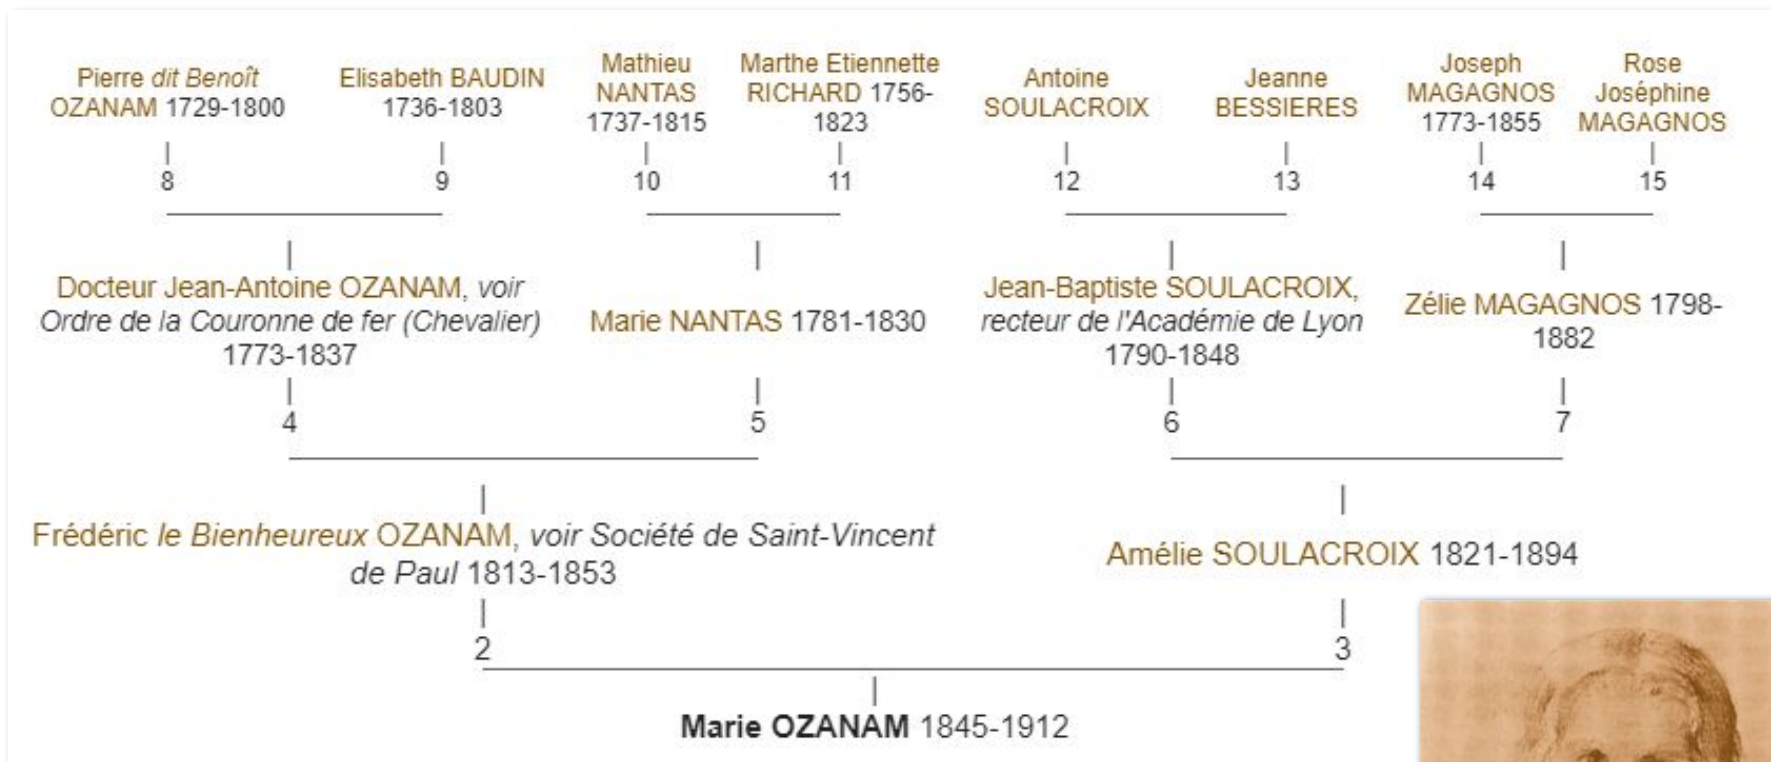 Pierre dit Benoît
OZANAM 1729-1800
Elisabeth BAUDIN
1736-1803
Mathieu
NANTAS
1737-1815
Marthe Etiennette
RICHARD 1756-
1823
Antoine
SOULACROIX
Jeanne
BESSIERES
Joseph
MAGAGNOS
1773-1855
Rose
Joséphine
MAGAGNOS
8
9
10
11
12
13
14
15
Docteur Jean-Antoine OZANAM, voir
Ordre de la Couronne de fer (Chevalier)
1773-1837
Marie NANTAS 1781-1830
Jean-Baptiste SOULACROIX,
recteur de l'Académie de Lyon
1790-1848
Zélie MAGAGNOS 1798-
1882
4
5
6
7
Frédéric le Bienheureux OZANAM, voir Société de Saint-Vincent
de Paul 1813-1853
Amélie SOULACROIX 1821-1894
2
3
Marie OZANAM 1845-1912